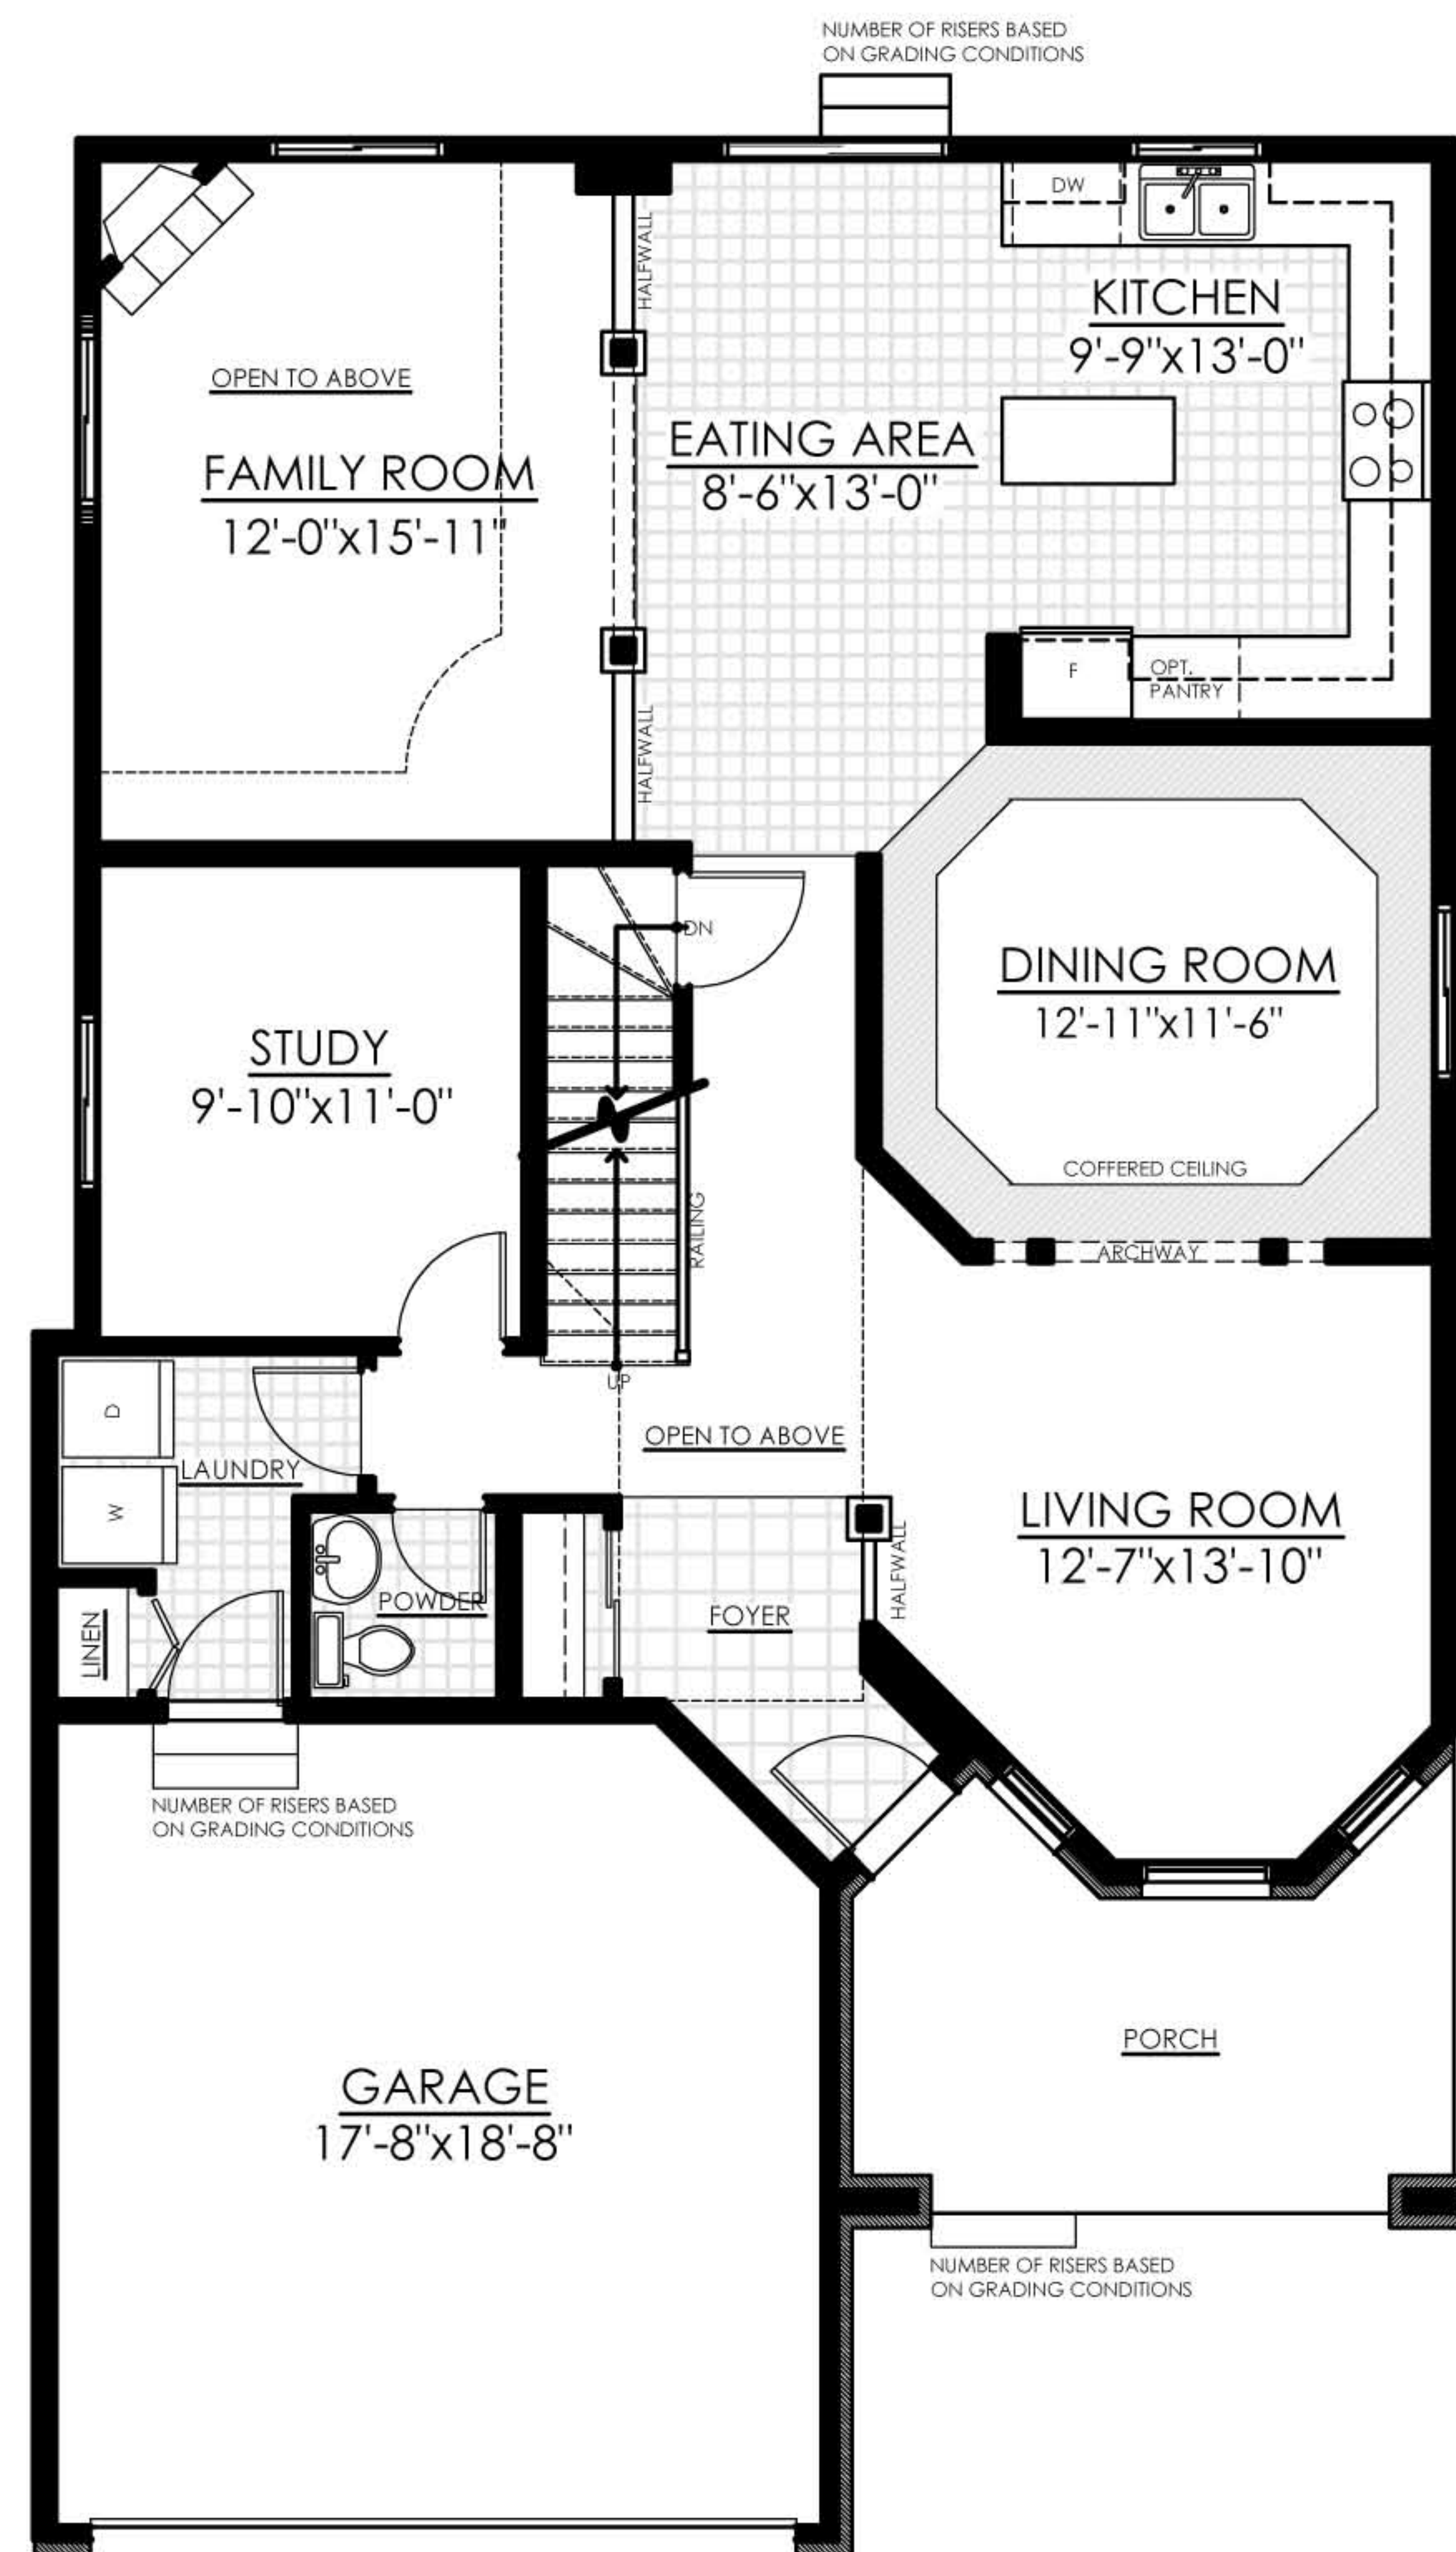 NUMBER OF RISERS BASED
ON GRADING CONDITIONS
DW
HALFWALL
KITCHEN
9'-9"x13'-0"
OPEN TO ABOVE
FAMILY ROOM
12'-0"x15'-11"
EATING AREA
8'-6"x13'-0"
F
OPT.
PANTRY
HALFWALL
DN
DINING ROOM
12'-11"x11'-6"
STUDY
9'-10"x11'-0"
COFFERED CEILING
RAILING
ARCHWAY
UP
D
OPEN TO ABOVE
LAUNDRY
W
LIVING ROOM
12'-7"x13'-10"
HALFWALL
POWDER
FOYER
LINEN
NUMBER OF RISERS BASED
ON GRADING CONDITIONS
PORCH
GARAGE
17'-8"x18'-8"
NUMBER OF RISERS BASED
ON GRADING CONDITIONS